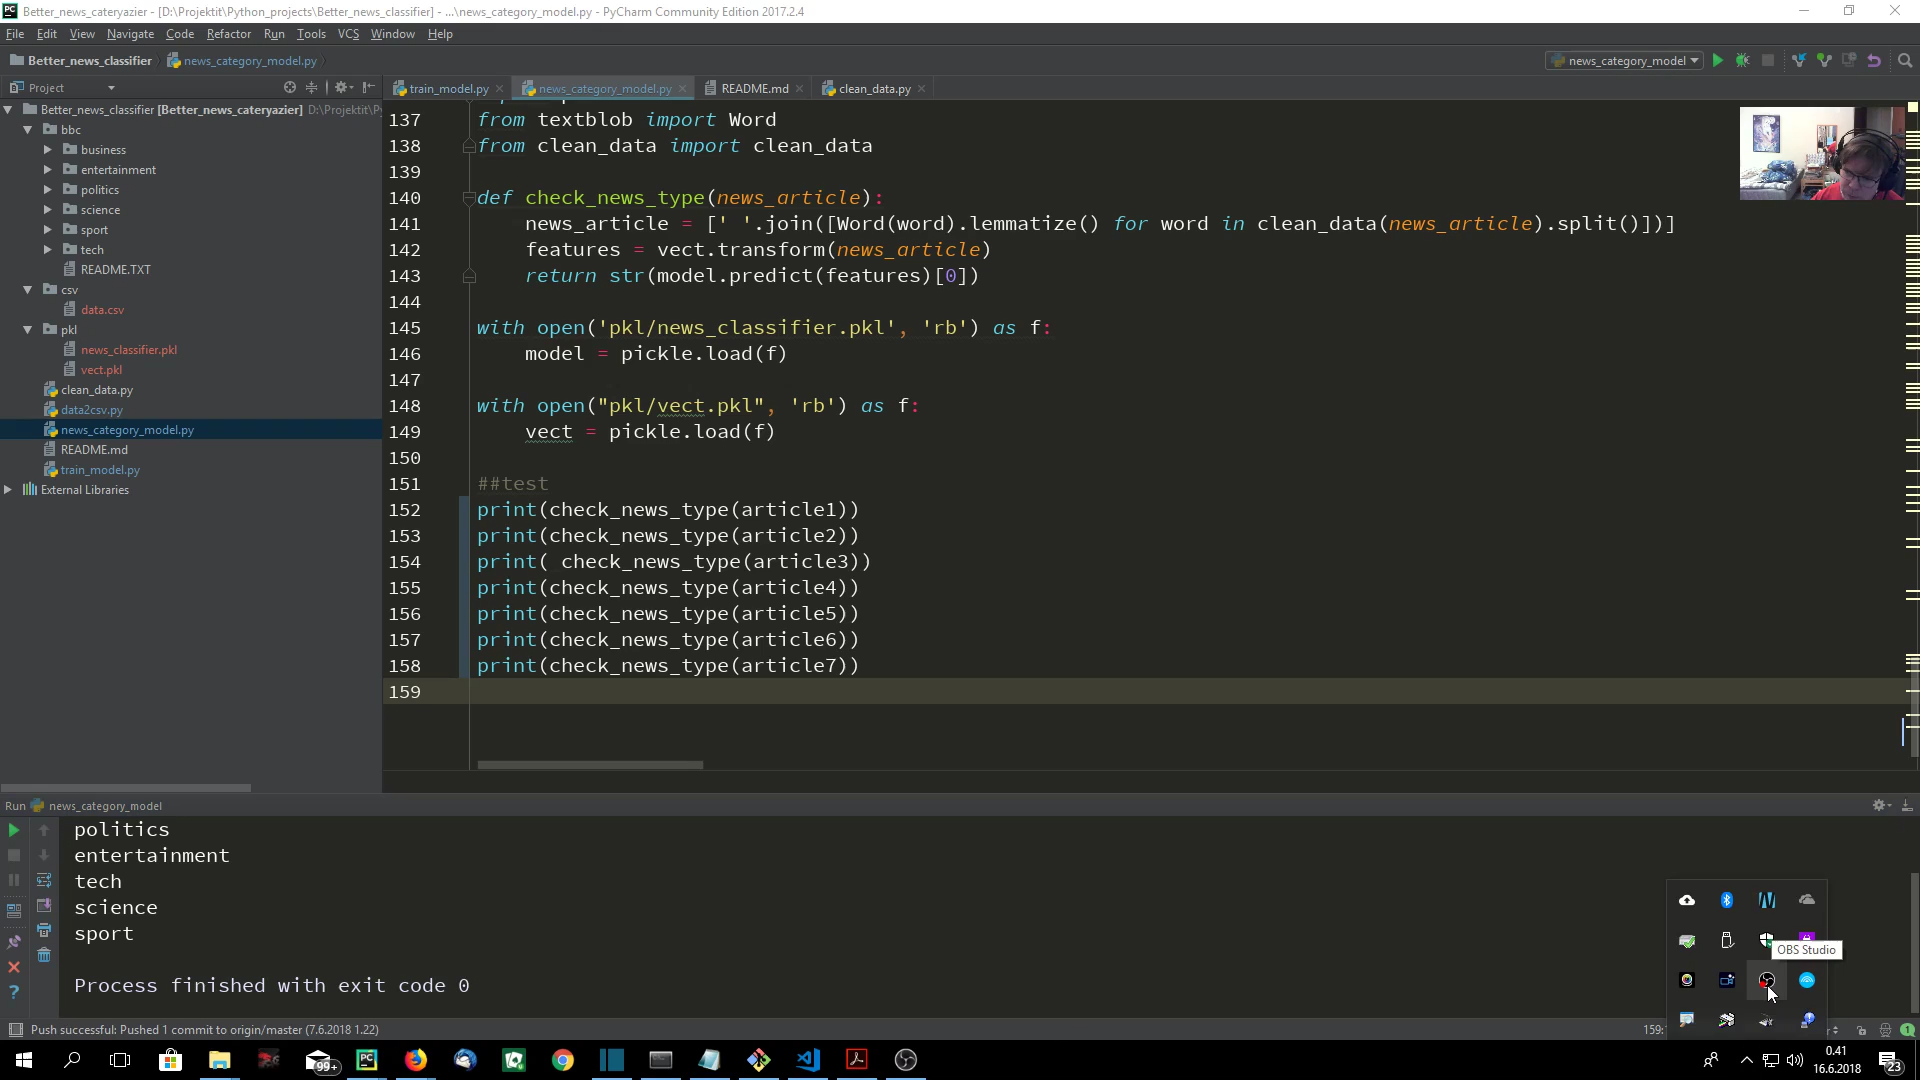 PC Better_news_cateryazier - [D:\Projektit\Python_projects\Better_news_classifier] - ...\news_category_model.py - PyCharm Community Edition 2017.2.4
File Edit View Navigate Code Refactor Run Tools VCS Window Help
Better_news_classifier news_category_model.py news_category_model
Project train_model.py news_category_model.py README.md clean_data.py
Better_news_classifier [Better_news_cateryazier] D:\Projektit\P
bbc
business
entertainment
politics
science
sport
tech
README.TXT
csv
data.csv
pkl
news_classifier.pkl
vect.pkl
clean_data.py
data2csv.py
news_category_model.py
README.md
train_model.py
External Libraries
137 from textblob import Word
138 from clean_data import clean_data
139
140 def check_news_type(news_article):
141 news_article = [' '.join([Word(word).lemmatize() for word in clean_data(news_article).split()])]
142 features = vect.transform(news_article)
143 return str(model.predict(features)[0])
144
145 with open('pkl/news_classifier.pkl', 'rb') as f:
146 model = pickle.load(f)
147
148 with open("pkl/vect.pkl", 'rb') as f:
149 vect = pickle.load(f)
150
151 ##test
152 print(check_news_type(article1))
153 print(check_news_type(article2))
154 print( check_news_type(article3))
155 print(check_news_type(article4))
156 print(check_news_type(article5))
157 print(check_news_type(article6))
158 print(check_news_type(article7))
159
Run news_category_model
politics
entertainment
tech
science
sport
Process finished with exit code 0
OBS Studio
Push successful: Pushed 1 commit to origin/master (7.6.2018 1.22) 159:
99+ PC
0.41
16.6.2018
23